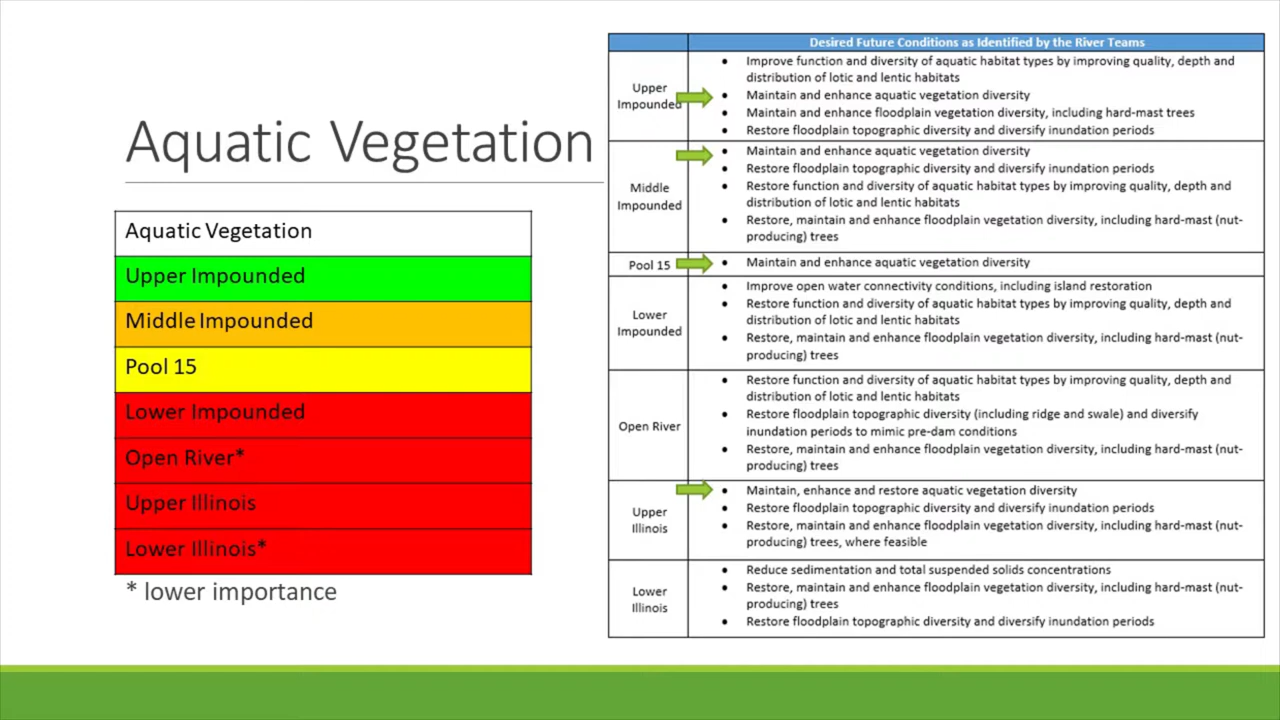 Aquatic Vegetation
Aquatic Vegetation
Upper Impounded
Middle Impounded
Pool 15
Lower Impounded
Open River*
Upper Illinois
Lower Illinois*
* lower importance
Desired Future Conditions as Identified by the River Teams
Upper
Impounded
• Improve function and diversity of aquatic habitat types by improving quality, depth and
distribution of lotic and lentic habitats
• Maintain and enhance aquatic vegetation diversity
• Maintain and enhance floodplain vegetation diversity, including hard-mast trees
• Restore floodplain topographic diversity and diversify inundation periods
Middle
Impounded
• Maintain and enhance aquatic vegetation diversity
• Restore floodplain topographic diversity and diversify inundation periods
• Restore function and diversity of aquatic habitat types by improving quality, depth and
distribution of lotic and lentic habitats
• Restore, maintain and enhance floodplain vegetation diversity, including hard-mast (nut-
producing) trees
Pool 15
• Maintain and enhance aquatic vegetation diversity
Lower
Impounded
• Improve open water connectivity conditions, including island restoration
• Restore function and diversity of aquatic habitat types by improving quality, depth and
distribution of lotic and lentic habitats
• Restore, maintain and enhance floodplain vegetation diversity, including hard-mast (nut-
producing) trees
Open River
• Restore function and diversity of aquatic habitat types by improving quality, depth and
distribution of lotic and lentic habitats
• Restore floodplain topographic diversity (including ridge and swale) and diversify
inundation periods to mimic pre-dam conditions
• Restore, maintain and enhance floodplain vegetation diversity, including hard-mast (nut-
producing) trees
Upper
Illinois
• Maintain, enhance and restore aquatic vegetation diversity
• Restore floodplain topographic diversity and diversify inundation periods
• Restore, maintain and enhance floodplain vegetation diversity, including hard-mast (nut-
producing) trees, where feasible
Lower
Illinois
• Reduce sedimentation and total suspended solids concentrations
• Restore, maintain and enhance floodplain vegetation diversity, including hard-mast (nut-
producing) trees
• Restore floodplain topographic diversity and diversify inundation periods